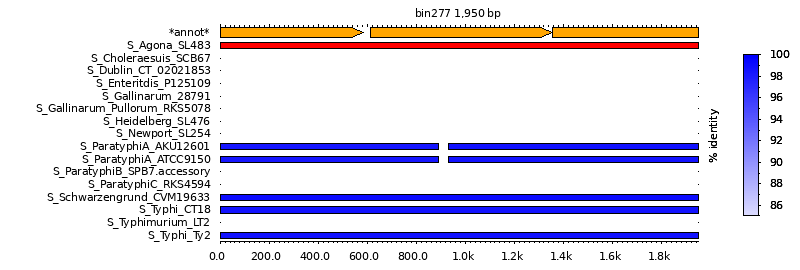 bin277 1,950 bp
*annot*
S_Agona_SL483
S_Choleraesuis_SCB67
S_Dublin_CT_02021853
S_Enteritdis_P125109
S_Gallinarum_28791
S_Gallinarum_Pullorum_RKS5078
S_Heidelberg_SL476
S_Newport_SL254
S_ParatyphiA_AKU12601
S_ParatyphiA_ATCC9150
S_ParatyphiB_SPB7.accessory
S_ParatyphiC_RKS4594
S_Schwarzengrund_CVM19633
S_Typhi_CT18
S_Typhimurium_LT2
S_Typhi_Ty2
0.0 200.0 400.0 600.0 800.0 1.0k 1.2k 1.4k 1.6k 1.8k
% identity
100
98
96
94
92
90
88
86